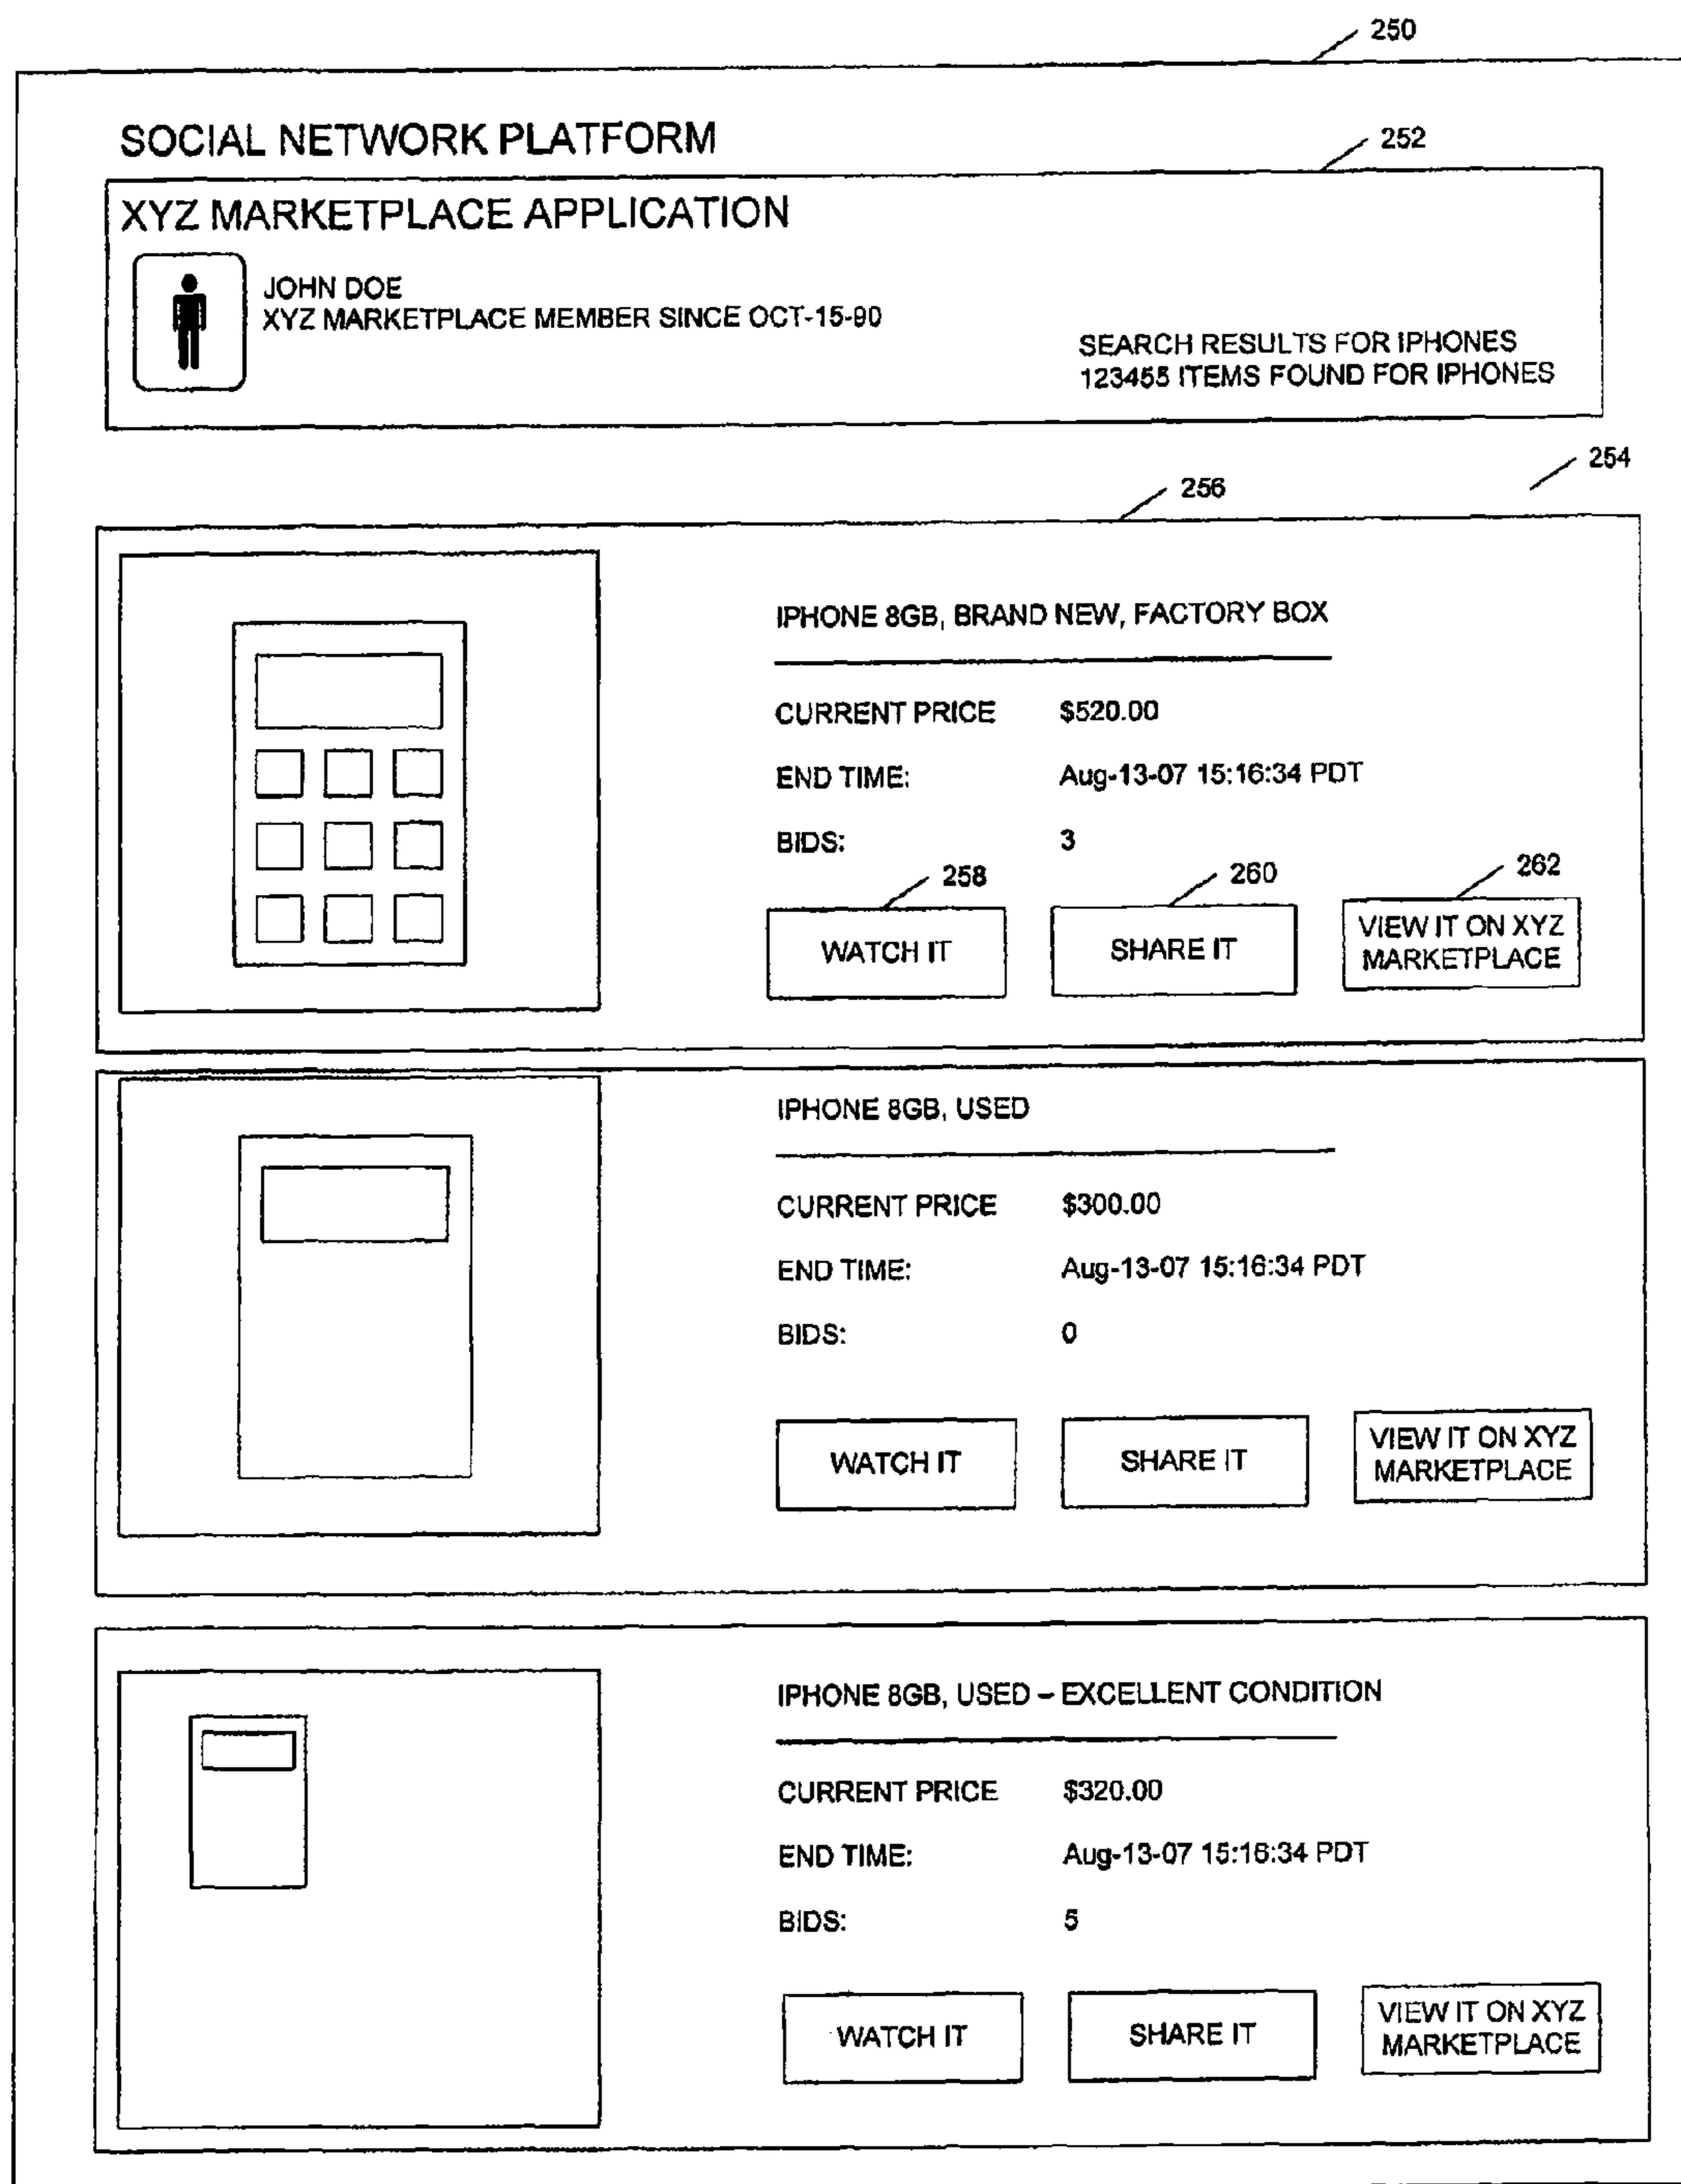 250
SOCIAL NETWORK PLATFORM
252
XYZ MARKETPLACE APPLICATION
JOHN DOE
XYZ MARKETPLACE MEMBER SINCE OCT-15-90
SEARCH RESULTS FOR IPHONES
123455 ITEMS FOUND FOR IPHONES
254
256
IPHONE 8GB, BRAND NEW, FACTORY BOX
CURRENT PRICE $520.00
END TIME: Aug-13-07 15:16:34 PDT
BIDS: 3
258 260 262
WATCH IT SHARE IT VIEW IT ON XYZ MARKETPLACE
IPHONE 8GB, USED
CURRENT PRICE $300.00
END TIME: Aug-13-07 15:16:34 PDT
BIDS: 0
WATCH IT SHARE IT VIEW IT ON XYZ MARKETPLACE
IPHONE 8GB, USED – EXCELLENT CONDITION
CURRENT PRICE $320.00
END TIME: Aug-13-07 15:16:34 PDT
BIDS: 5
WATCH IT SHARE IT VIEW IT ON XYZ MARKETPLACE